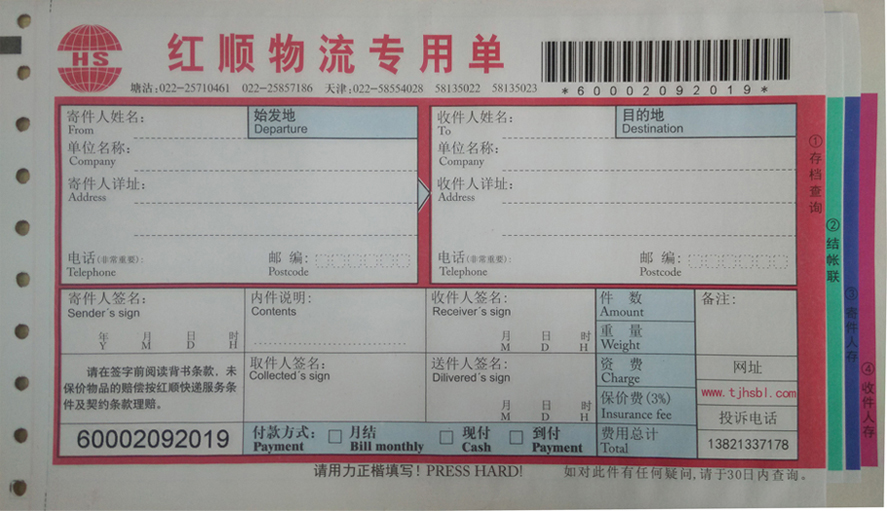 HS
红顺物流专用单
塘沽:022-25710461 022-25857186 天津:022-58554028 58135022 58135023
*60002092019*
寄件人姓名:
From
始发地
Departure
收件人姓名:
To
目的地
Destination
单位名称:
Company
单位名称:
Company
寄件人详址:
Address
收件人详址:
Address
电话(非常重要):
Telephone
邮 编:
Postcode
电话(非常重要):
Telephone
邮 编:
Postcode
寄件人签名:
Sender's sign
年 月 日 时
Y M D H
内件说明:
Contents
收件人签名:
Receiver's sign
月 日 时
M D H
件 数
Amount
重 量
Weight
备注:
请在签字前阅读背书条款,未
保价物品的赔偿按红顺快递服务条
件及契约条款理赔。
取件人签名:
Collected's sign
送件人签名:
Dilivered's sign
月 日 时
M D H
资 费
Charge
保价费(3%)
Insurance fee
网址
www.tjhsbl.com
投诉电话
13821337178
60002092019
付款方式:
Payment
月结
Bill monthly
现付
Cash
到付
Payment
费用总计
Total
请用力正楷填写! PRESS HARD!
如对此件有任何疑问,请于30日内查询。
①存档查询
②结帐联
③寄件人存
④收件人存